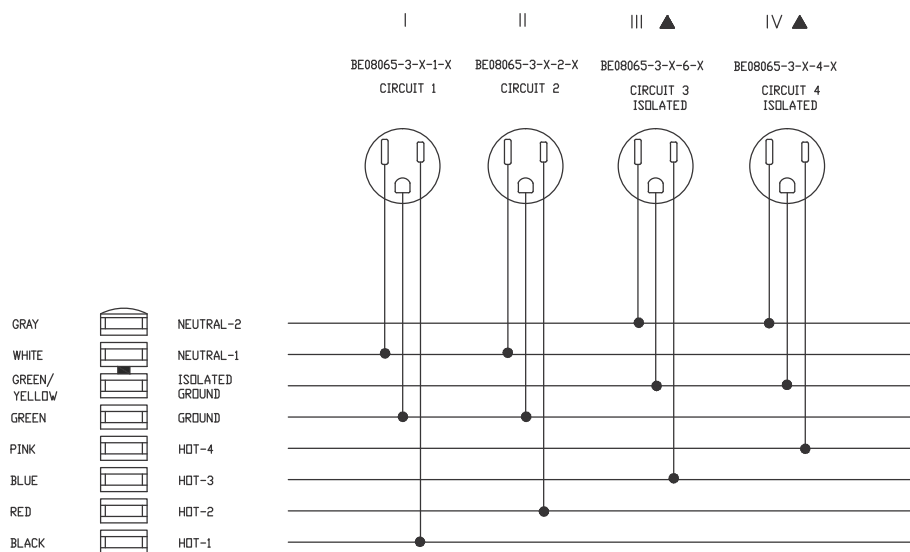 I II III ▲ IV ▲
BE08065-3-X-1-X BE08065-3-X-2-X BE08065-3-X-6-X BE08065-3-X-4-X
CIRCUIT 1 CIRCUIT 2 CIRCUIT 3 CIRCUIT 4
ISOLATED ISOLATED
GRAY NEUTRAL-2
WHITE NEUTRAL-1
GREEN/ ISOLATED
YELLOW GROUND
GREEN GROUND
PINK HOT-4
BLUE HOT-3
RED HOT-2
BLACK HOT-1